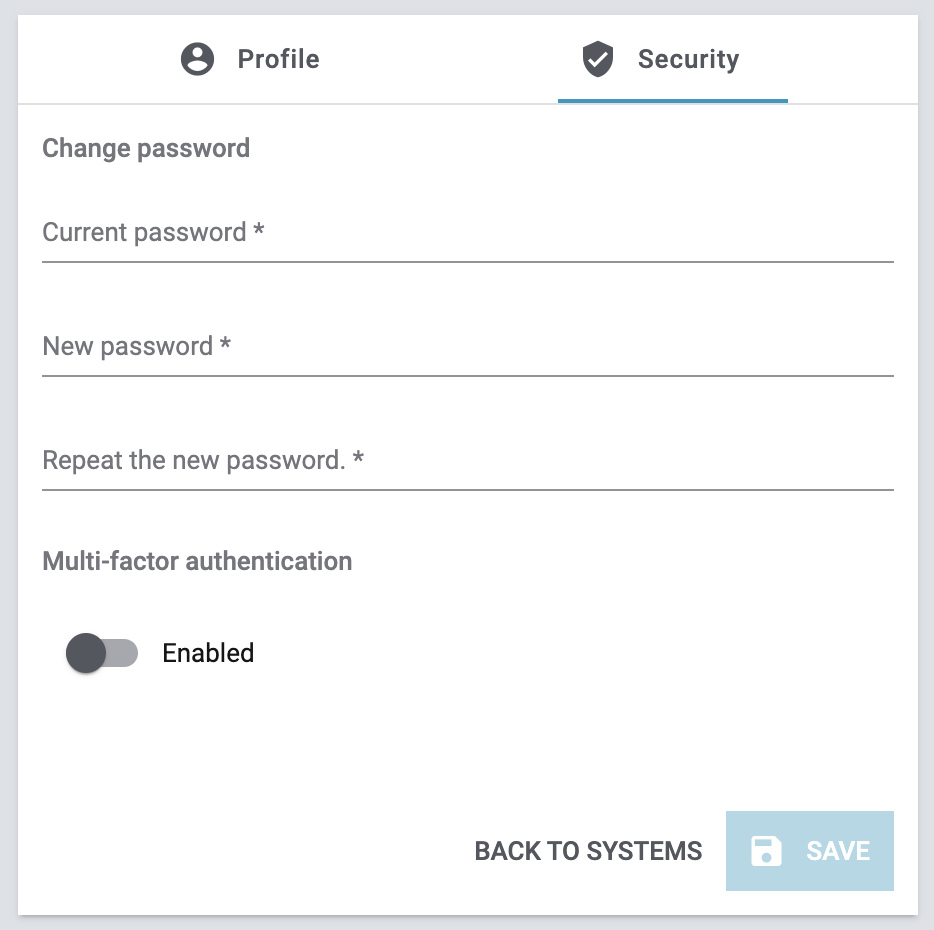 Profile
Security
Change password
Current password *
New password *
Repeat the new password. *
Multi-factor authentication
Enabled
BACK TO SYSTEMS
SAVE